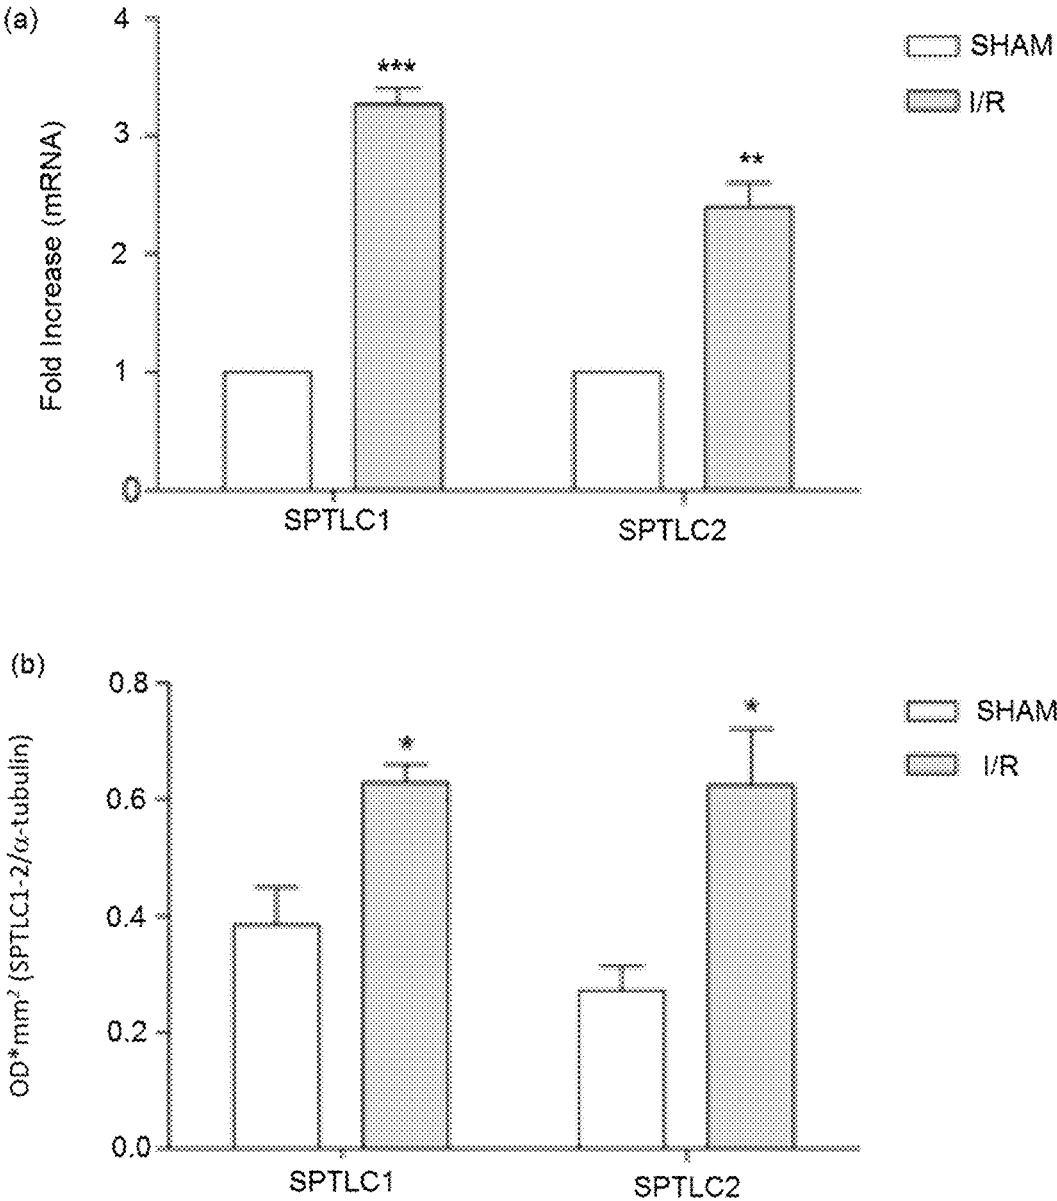 (a)
4
3
2
1
0
Fold Increase (mRNA)
***
**
SHAM
I/R
SPTLC1
SPTLC2
(b)
0.8
0.6
0.4
0.2
0.0
OD*mm² (SPTLC1-2/α-tubulin)
*
*
SHAM
I/R
SPTLC1
SPTLC2